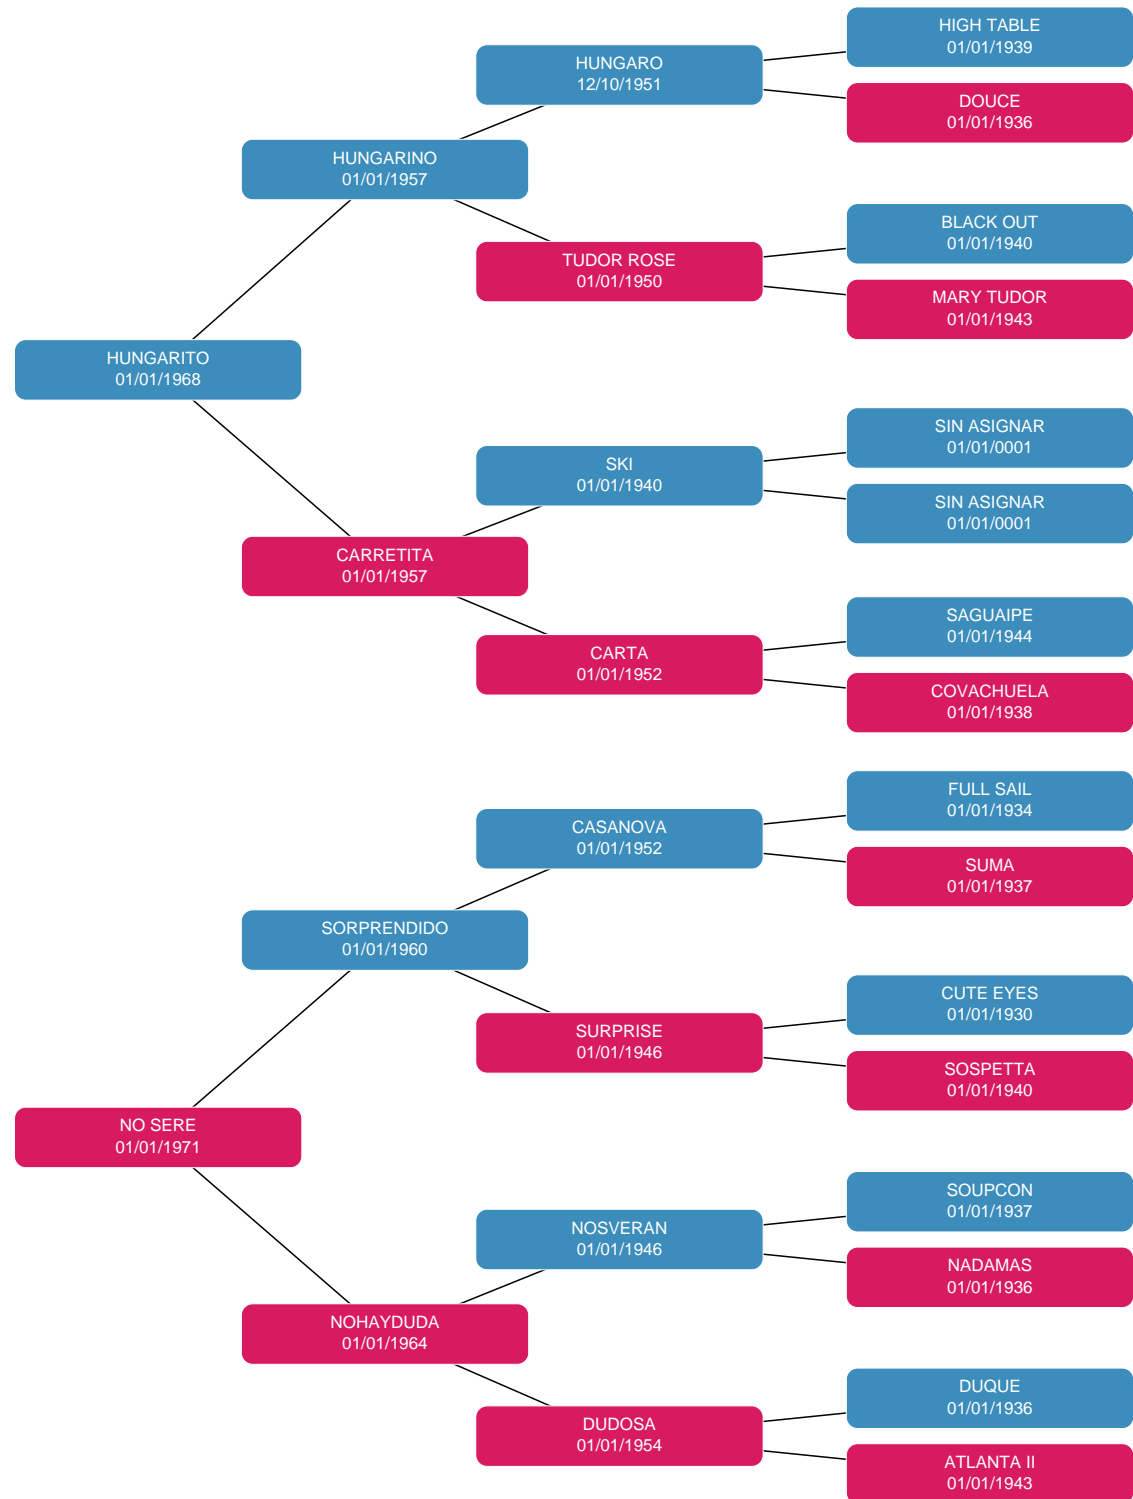 HIGH TABLE
01/01/1939
HUNGARO
12/10/1951
DOUCE
01/01/1936
HUNGARINO
01/01/1957
BLACK OUT
01/01/1940
TUDOR ROSE
01/01/1950
MARY TUDOR
01/01/1943
HUNGARITO
01/01/1968
SIN ASIGNAR
01/01/0001
SKI
01/01/1940
SIN ASIGNAR
01/01/0001
CARRETITA
01/01/1957
SAGUAIPE
01/01/1944
CARTA
01/01/1952
COVACHUELA
01/01/1938
FULL SAIL
01/01/1934
CASANOVA
01/01/1952
SUMA
01/01/1937
SORPRENDIDO
01/01/1960
CUTE EYES
01/01/1930
SURPRISE
01/01/1946
SOSPETTA
01/01/1940
NO SERE
01/01/1971
SOUPCON
01/01/1937
NOSVERAN
01/01/1946
NADAMAS
01/01/1936
NOHAYDUDA
01/01/1964
DUQUE
01/01/1936
DUDOSA
01/01/1954
ATLANTA II
01/01/1943